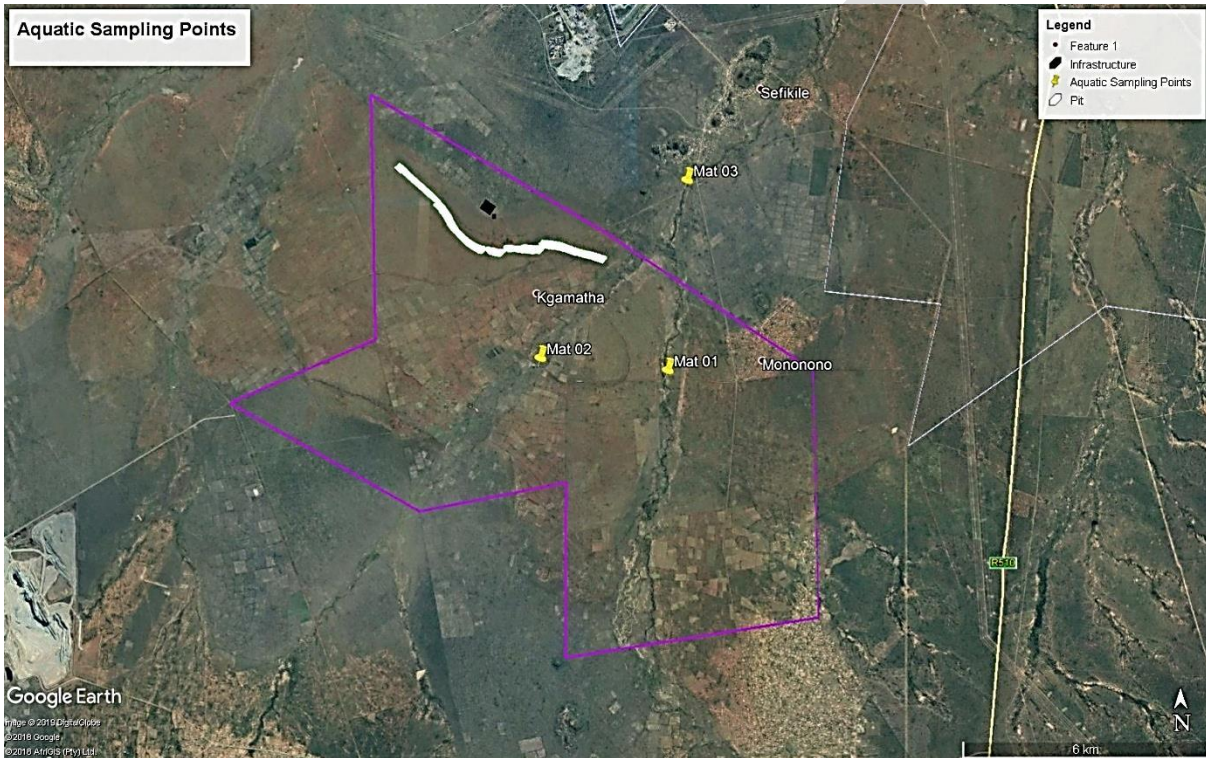 Aquatic Sampling Points
Legend
Feature 1
Infrastructure
Aquatic Sampling Points
Pit
Sefikile
Mat 03
Kgamatha
Mat 02
Mat 01
Mononono
R510
Google Earth
Image © 2019 DigitalGlobe
©2018 Google
©2018 AfriGIS (Pty) Ltd.
N
6 km